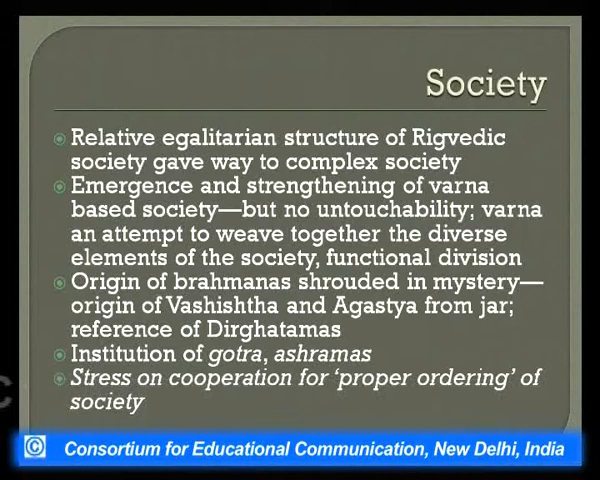 Society
Relative egalitarian structure of Rigvedic
society gave way to complex society
Emergence and strengthening of varna
based society—but no untouchability; varna
an attempt to weave together the diverse
elements of the society, functional division
Origin of brahmanas shrouded in mystery—
origin of Vashishtha and Agastya from jar;
reference of Dirghatamas
Institution of gotra, ashramas
Stress on cooperation for ‘proper ordering’ of
society
© Consortium for Educational Communication, New Delhi, India